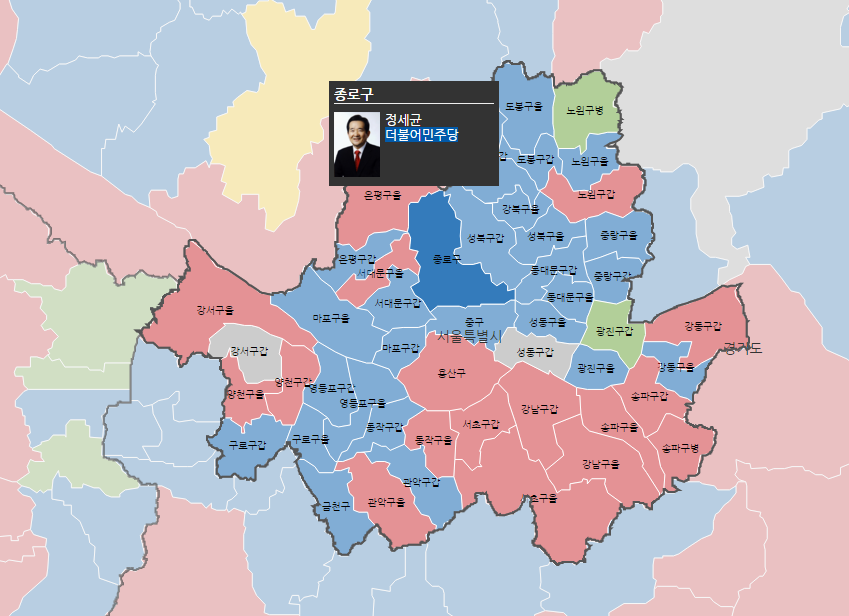 종로구
정세균
더불어민주당
도봉구을
노원구병
갑
도봉구갑
노원구을
은평구을
노원구갑
강북구을
성북구갑
성북구을
중랑구을
은평구갑
종로구
서대문구을
동대문구갑
중랑구갑
서대문구갑
동대문구을
강서구을
마포구을
중구
성동구을
광진구갑
강동구갑
서울특별시
강서구갑
마포구갑
성동구갑
경기도
양천구갑
영등포구갑
용산구
광진구을
강동구을
양천구을
영등포구을
송파구갑
강남구갑
구로구갑
구로구을
동작구갑
동작구을
서초구갑
송파구을
송파구병
강남구을
금천구
관악구을
관악구갑
초구을